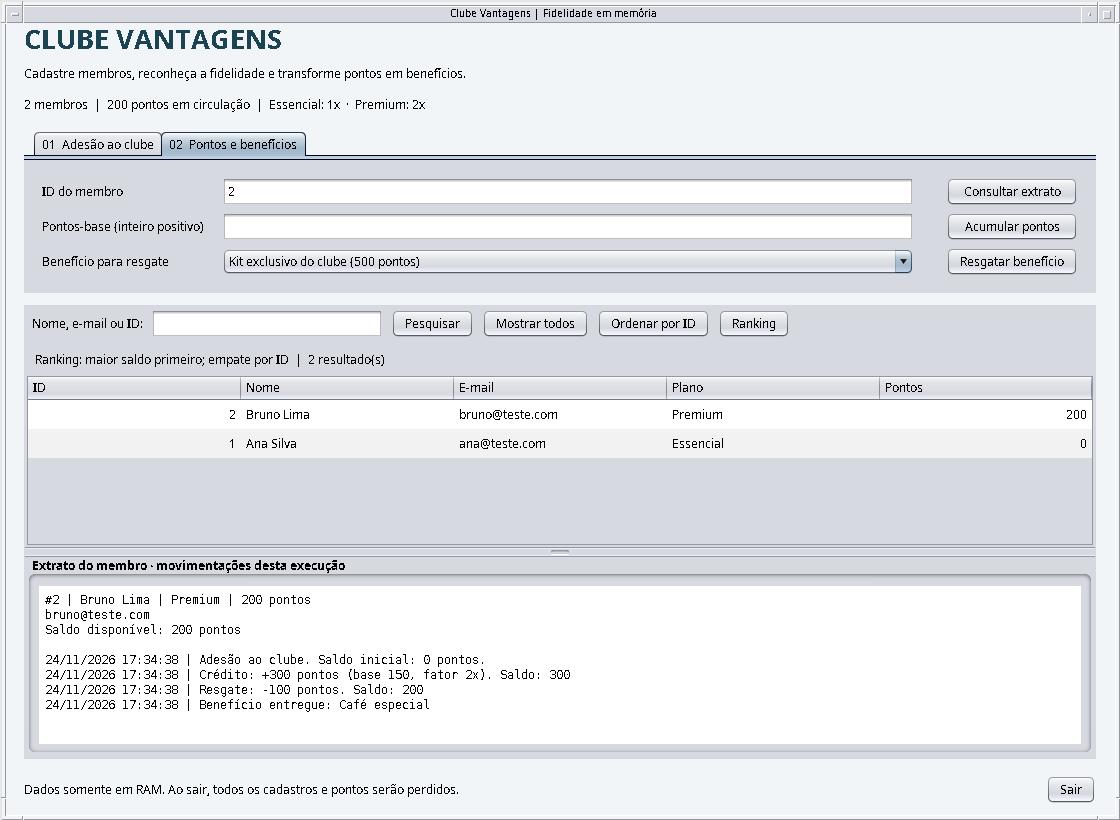 Clube Vantagens | Fidelidade em memória
CLUBE VANTAGENS
Cadastre membros, reconheça a fidelidade e transforme pontos em benefícios.
2 membros | 200 pontos em circulação | Essencial: 1x · Premium: 2x
01 Adesão ao clube 02 Pontos e benefícios
ID do membro 2 Consultar extrato
Pontos-base (inteiro positivo) Acumular pontos
Benefício para resgate Kit exclusivo do clube (500 pontos) Resgatar benefício
Nome, e-mail ou ID: Pesquisar Mostrar todos Ordenar por ID Ranking
Ranking: maior saldo primeiro; empate por ID | 2 resultado(s)
ID Nome E-mail Plano Pontos
2 Bruno Lima bruno@teste.com Premium 200
1 Ana Silva ana@teste.com Essencial 0
Extrato do membro · movimentações desta execução
#2 | Bruno Lima | Premium | 200 pontos
bruno@teste.com
Saldo disponível: 200 pontos
24/11/2026 17:34:38 | Adesão ao clube. Saldo inicial: 0 pontos.
24/11/2026 17:34:38 | Crédito: +300 pontos (base 150, fator 2x). Saldo: 300
24/11/2026 17:34:38 | Resgate: -100 pontos. Saldo: 200
24/11/2026 17:34:38 | Benefício entregue: Café especial
Dados somente em RAM. Ao sair, todos os cadastros e pontos serão perdidos. Sair